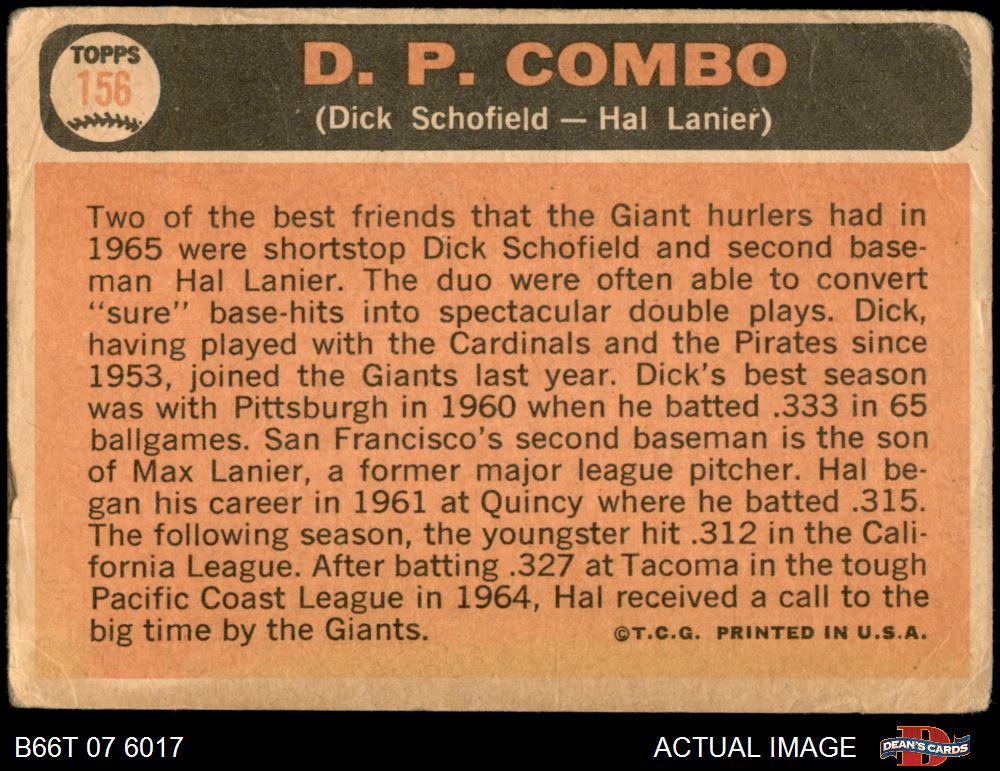 TOPPS
156
D. P. COMBO
(Dick Schofield — Hal Lanier)
Two of the best friends that the Giant hurlers had in
1965 were shortstop Dick Schofield and second base-
man Hal Lanier. The duo were often able to convert
“sure” base-hits into spectacular double plays. Dick,
having played with the Cardinals and the Pirates since
1953, joined the Giants last year. Dick's best season
was with Pittsburgh in 1960 when he batted .333 in 65
ballgames. San Francisco's second baseman is the son
of Max Lanier, a former major league pitcher. Hal be-
gan his career in 1961 at Quincy where he batted .315.
The following season, the youngster hit .312 in the Cali-
fornia League. After batting .327 at Tacoma in the tough
Pacific Coast League in 1964, Hal received a call to the
big time by the Giants.
©T.C.G. PRINTED IN U.S.A.
B66T 07 6017
ACTUAL IMAGE
D
DEAN'S CARDS